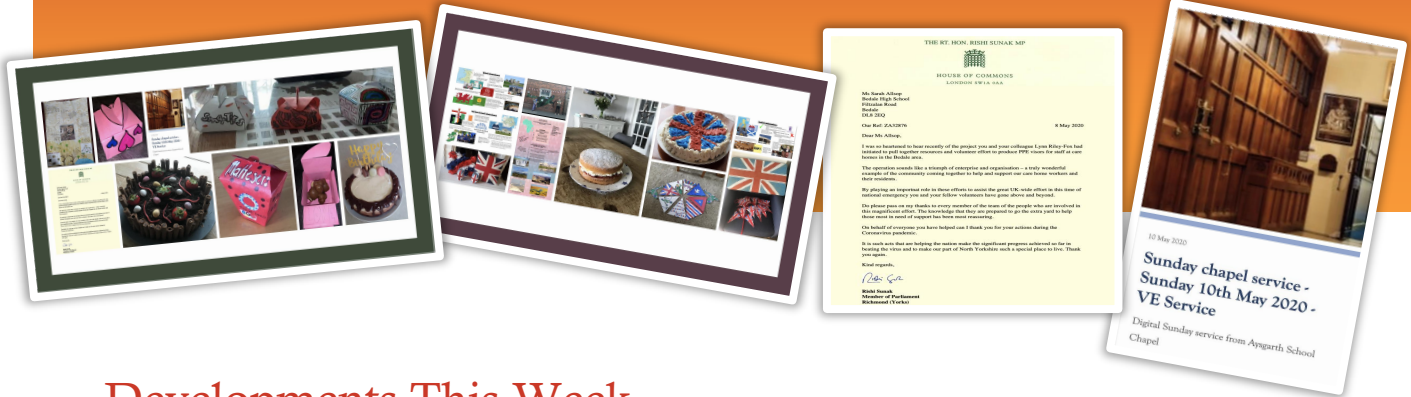 Happy
Birthday
THE RT. HON. RISHI SUNAK MP
HOUSE OF COMMONS
LONDON SW1A 0AA
Ms Sarah Allsop
Bedale High School
Fitzalan Road
Bedale
DL8 2EQ
Our Ref: ZA32876 8 May 2020
Dear Ms Allsop,
I was so heartened to hear recently of the project you and your colleague Lynn Riley-Fox had
initiated to pull together resources and volunteer effort to produce PPE visors for staff at care
homes in the Bedale area.
The operation sounds like a triumph of enterprise and organisation – a truly wonderful
example of the community coming together to help and support our care home workers and
their residents.
By playing an important role in these efforts to assist the great UK-wide effort in this time of
national emergency you and your fellow volunteers have gone above and beyond.
Do please pass on my thanks to every member of the team of the people who are involved in
this magnificent effort. The knowledge that they are prepared to go the extra yard to help
those most in need of support has been most reassuring.
On behalf of everyone you have helped can I thank you for your actions during the
Coronavirus pandemic.
It is such acts that are helping the nation make the significant progress achieved so far in
beating the virus and to make our part of North Yorkshire such a special place to live. Thank
you again.
Kind regards,
Rishi Sunak
Member of Parliament
Richmond (Yorks)
10 May 2020
Sunday chapel service -
Sunday 10th May 2020 -
VE Service
Digital Sunday service from Aysgarth School
Chapel
Developments This Week